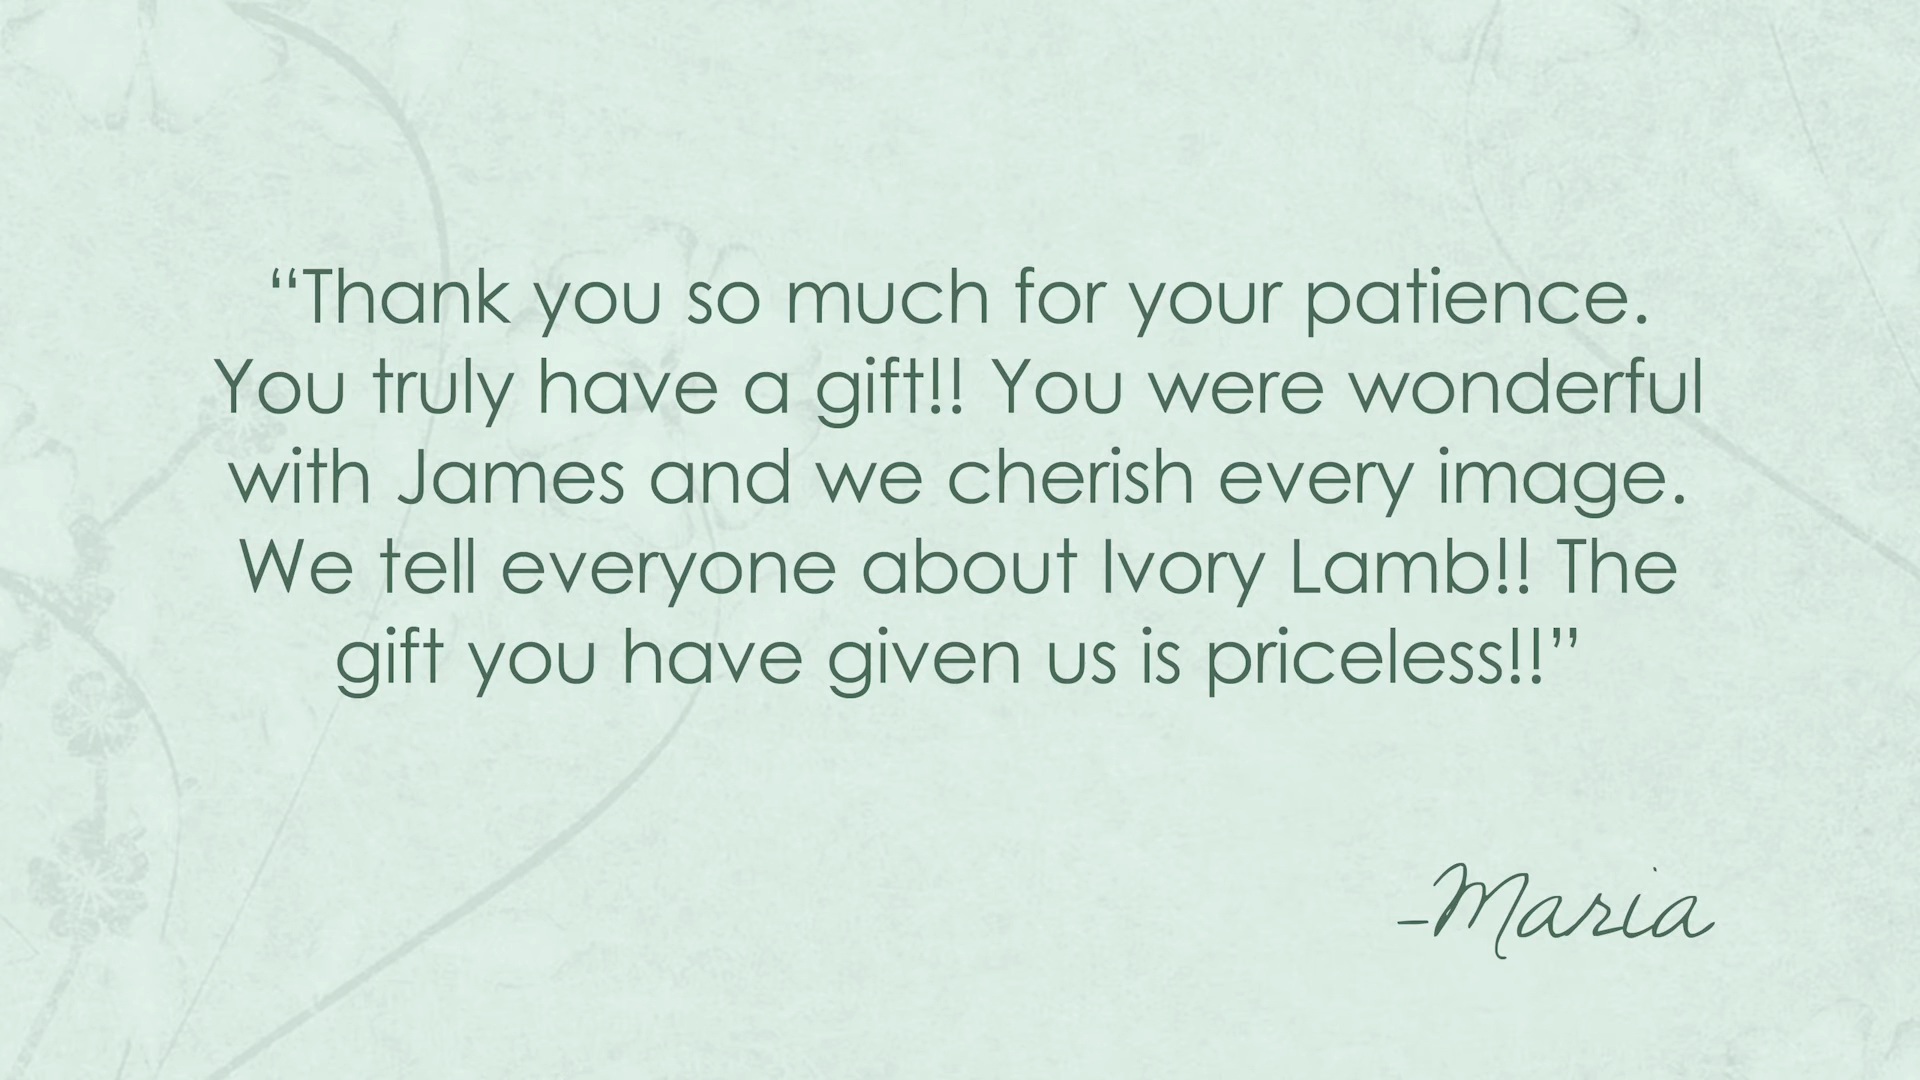 “Thank you so much for your patience.
You truly have a gift!! You were wonderful
with James and we cherish every image.
We tell everyone about Ivory Lamb!! The
gift you have given us is priceless!!”
–Maria